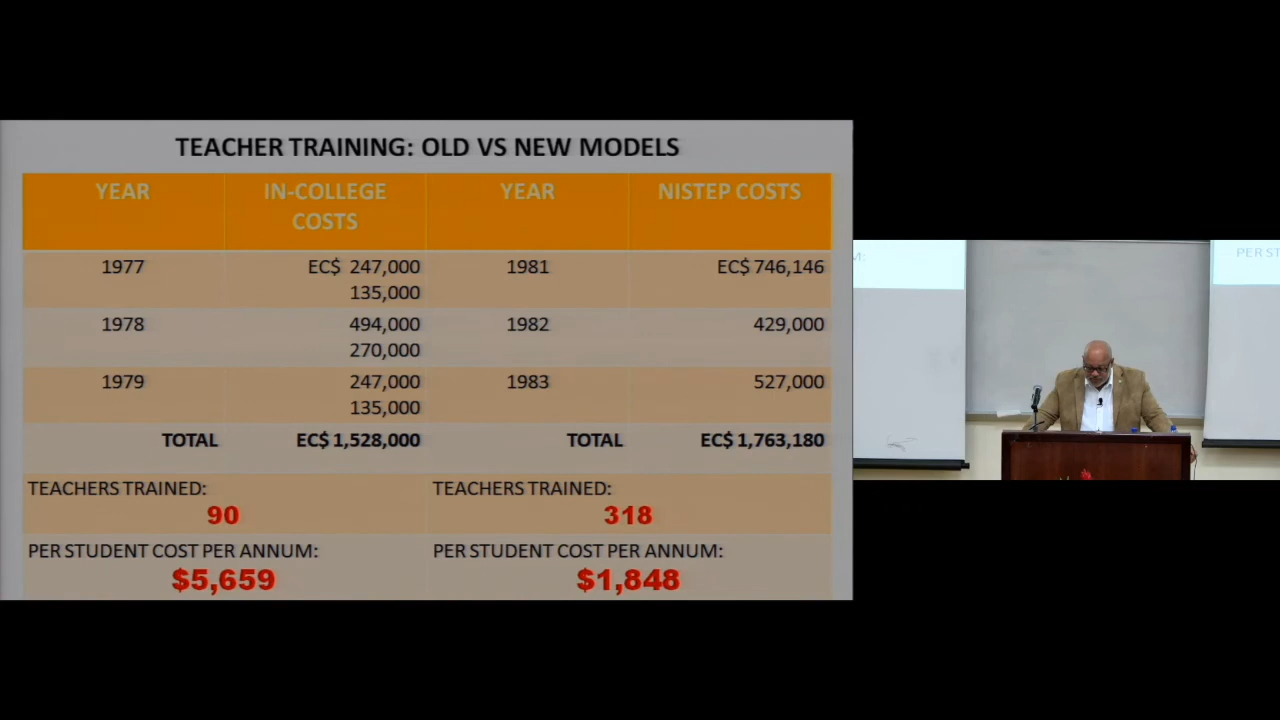 TEACHER TRAINING: OLD VS NEW MODELS
YEAR IN-COLLEGE COSTS YEAR NISTEP COSTS
1977 EC$ 247,000 1981 EC$ 746,146
135,000
1978 494,000 1982 429,000
270,000
1979 247,000 1983 527,000
135,000
TOTAL EC$ 1,528,000 TOTAL EC$ 1,763,180
TEACHERS TRAINED: TEACHERS TRAINED:
90 318
PER STUDENT COST PER ANNUM: PER STUDENT COST PER ANNUM:
$5,659 $1,848
M:
PER ST